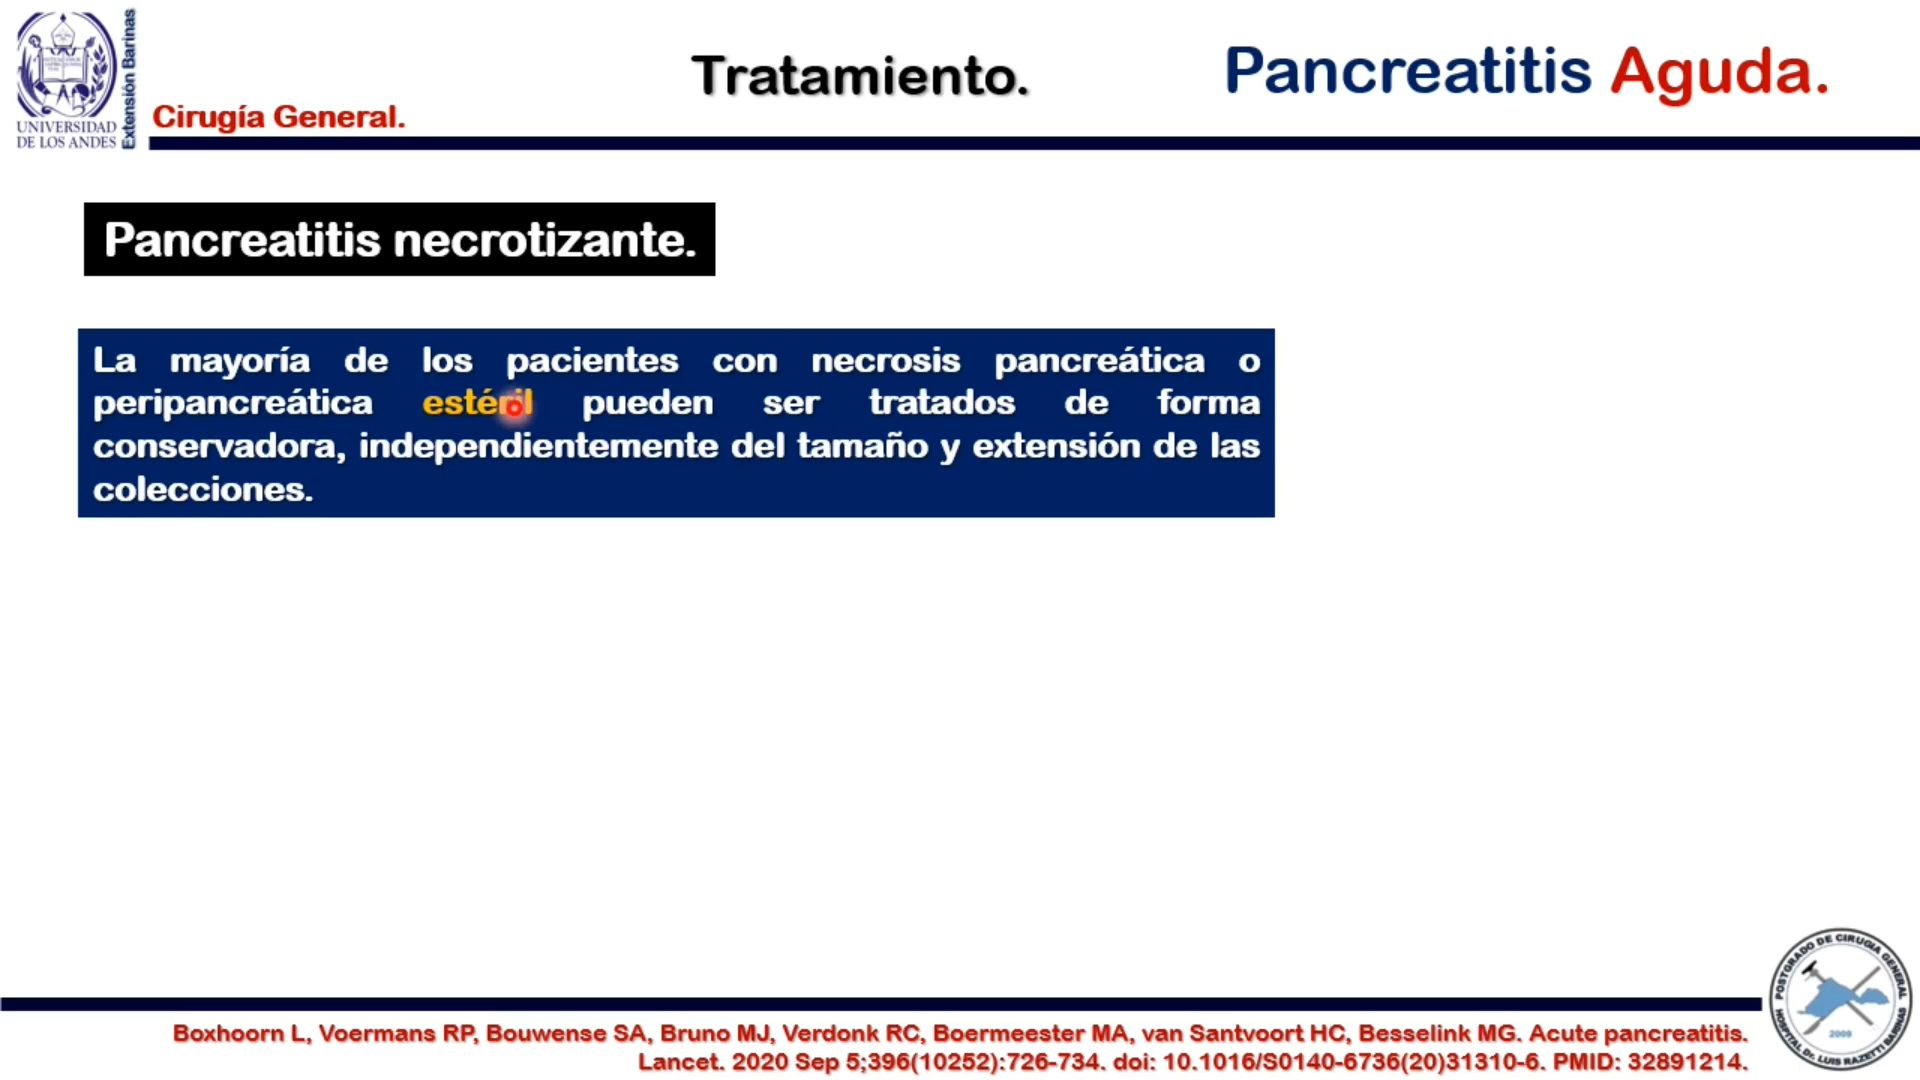 Extensión Barinas
UNIVERSIDAD
DE LOS ANDES
Cirugía General.
Tratamiento.
Pancreatitis Aguda.
Pancreatitis necrotizante.
La mayoría de los pacientes con necrosis pancreática o
peripancreática estéril pueden ser tratados de forma
conservadora, independientemente del tamaño y extensión de las
colecciones.
POSTGRADO DE CIRUGIA GENERAL
HOSPITAL Dr. LUIS RAZETTI BARINAS
2009
Boxhoorn L, Voermans RP, Bouwense SA, Bruno MJ, Verdonk RC, Boermeester MA, van Santvoort HC, Besselink MG. Acute pancreatitis.
Lancet. 2020 Sep 5;396(10252):726-734. doi: 10.1016/S0140-6736(20)31310-6. PMID: 32891214.